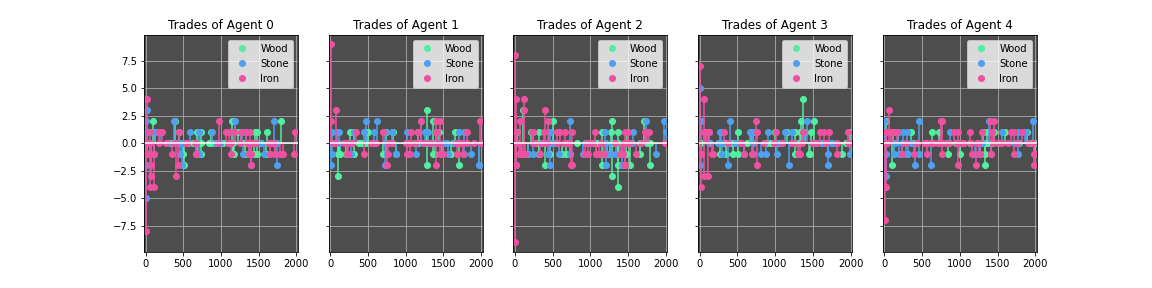 Trades of Agent 0
Trades of Agent 1
Trades of Agent 2
Trades of Agent 3
Trades of Agent 4
Wood
Stone
Iron
Wood
Stone
Iron
Wood
Stone
Iron
Wood
Stone
Iron
Wood
Stone
Iron
7.5
5.0
2.5
0.0
−2.5
−5.0
−7.5
0 500 1000 1500 2000
0 500 1000 1500 2000
0 500 1000 1500 2000
0 500 1000 1500 2000
0 500 1000 1500 2000